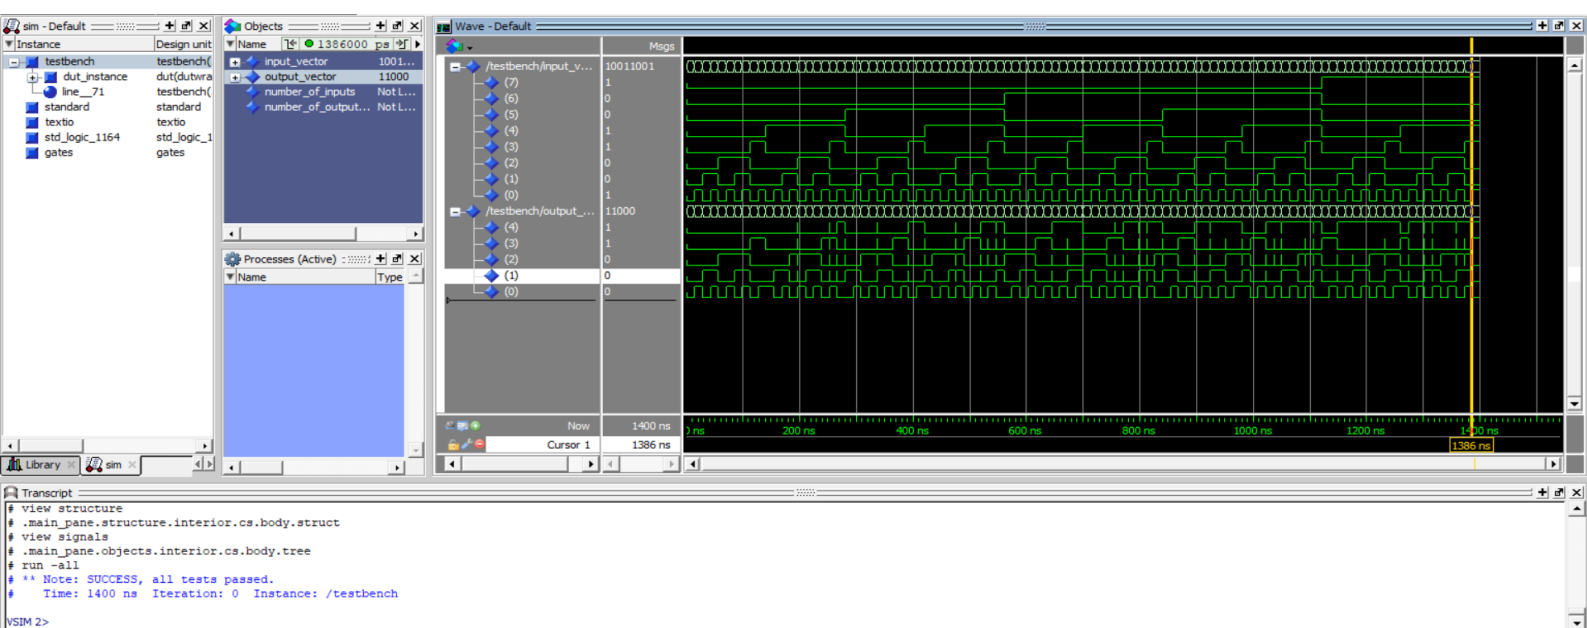 sim - Default
Instance Design unit
testbench testbench(
dut_instance dut(dutwra
line__71 testbench(
standard standard
textio textio
std_logic_1164 std_logic_1
gates gates
Library sim
Objects
Name 1386000 ps
input_vector 1001...
output_vector 11000
number_of_inputs Not L...
number_of_output... Not L...
Processes (Active)
Name Type
Wave - Default
Msgs
/testbench/input_v... 10011001
(7) 1
(6) 0
(5) 0
(4) 1
(3) 1
(2) 0
(1) 0
(0) 1
/testbench/output_... 11000
(4) 1
(3) 1
(2) 0
(1) 0
(0) 0
Now 1400 ns
Cursor 1 1386 ns
ns 200 ns 400 ns 600 ns 800 ns 1000 ns 1200 ns 1400 ns
1386 ns
Transcript
# view structure
# .main_pane.structure.interior.cs.body.struct
# view signals
# .main_pane.objects.interior.cs.body.tree
# run -all
# ** Note: SUCCESS, all tests passed.
# Time: 1400 ns Iteration: 0 Instance: /testbench
VSIM 2>